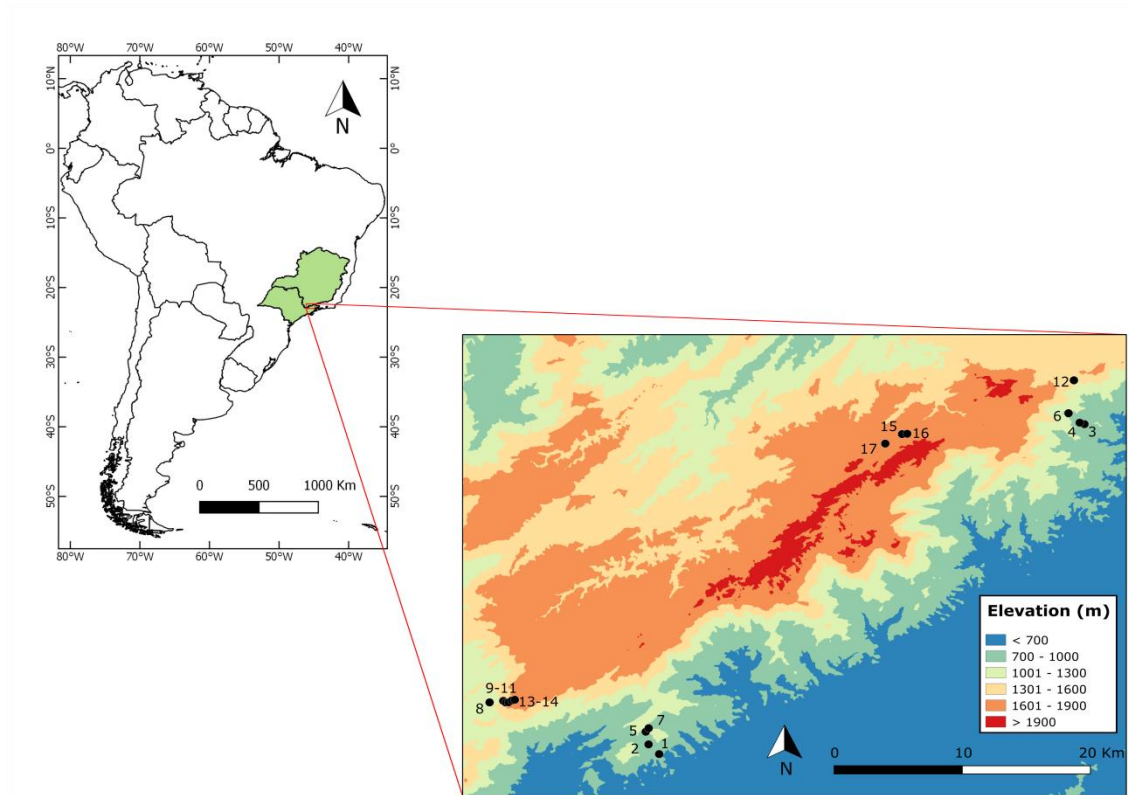 80°W 70°W 60°W 50°W 40°W
10°N 10°N
N
0° 0°
10°S 10°S
20°S 20°S
30°S 30°S
40°S 40°S
50°S 50°S
0 500 1000 Km
80°W 70°W 60°W 50°W 40°W
12
6
4 3
15 16
17
Elevation (m)
< 700
700 - 1000
1001 - 1300
1301 - 1600
1601 - 1900
> 1900
9-11
8 13-14
7
5
2 1
N
0 10 20 Km